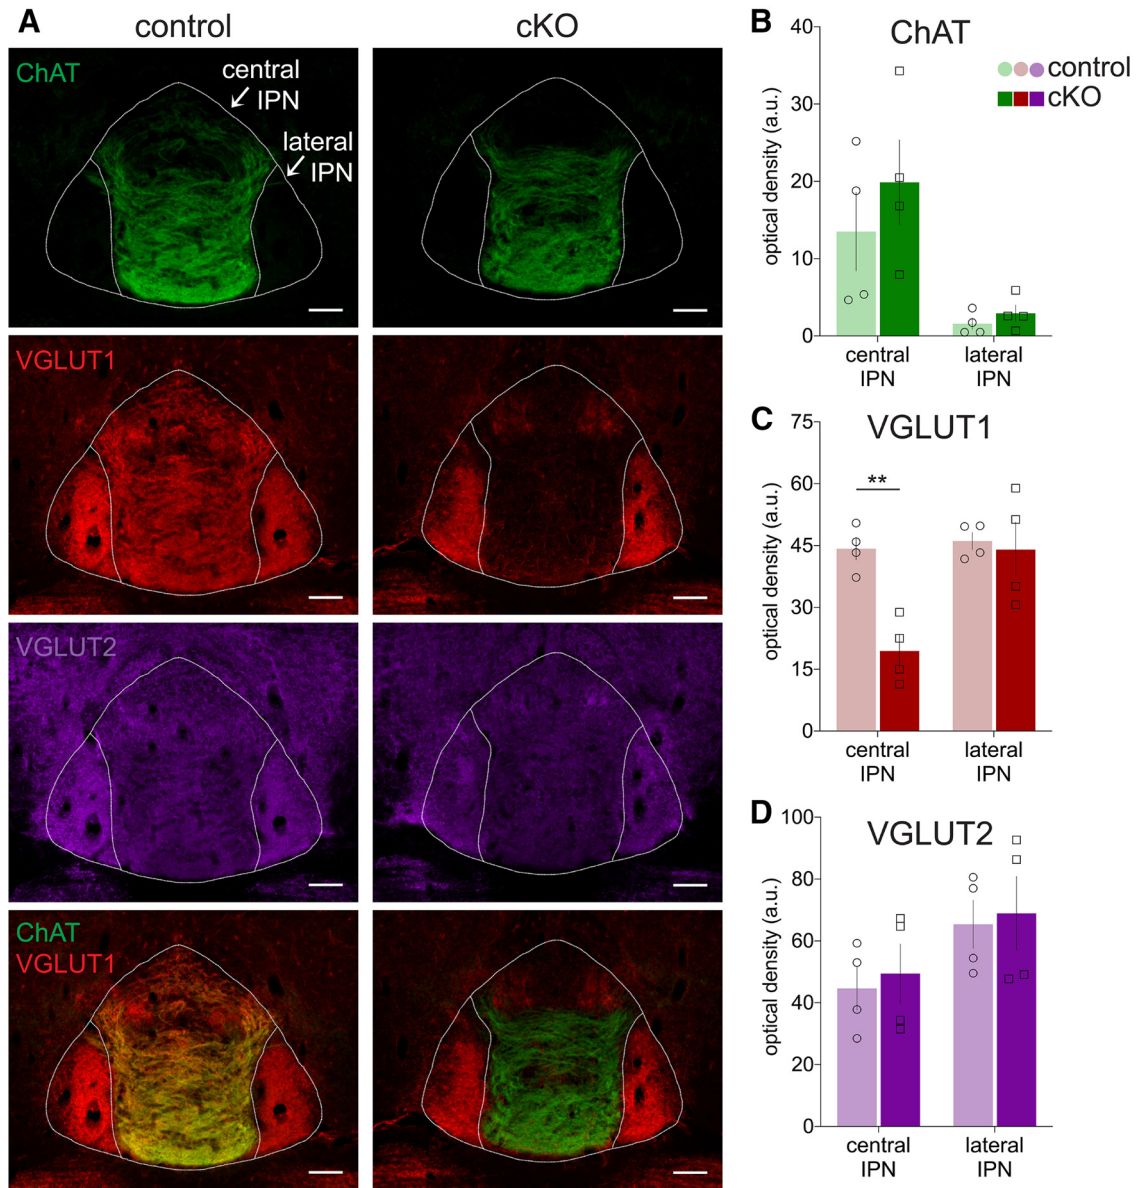 A
control
cKO
ChAT
central
IPN
lateral
IPN
VGLUT1
VGLUT2
ChAT
VGLUT1
B
ChAT
control
cKO
optical density (a.u.)
40
30
20
10
0
central
IPN
lateral
IPN
C
VGLUT1
**
optical density (a.u.)
75
60
45
30
15
0
central
IPN
lateral
IPN
D
VGLUT2
optical density (a.u.)
100
80
60
40
20
0
central
IPN
lateral
IPN